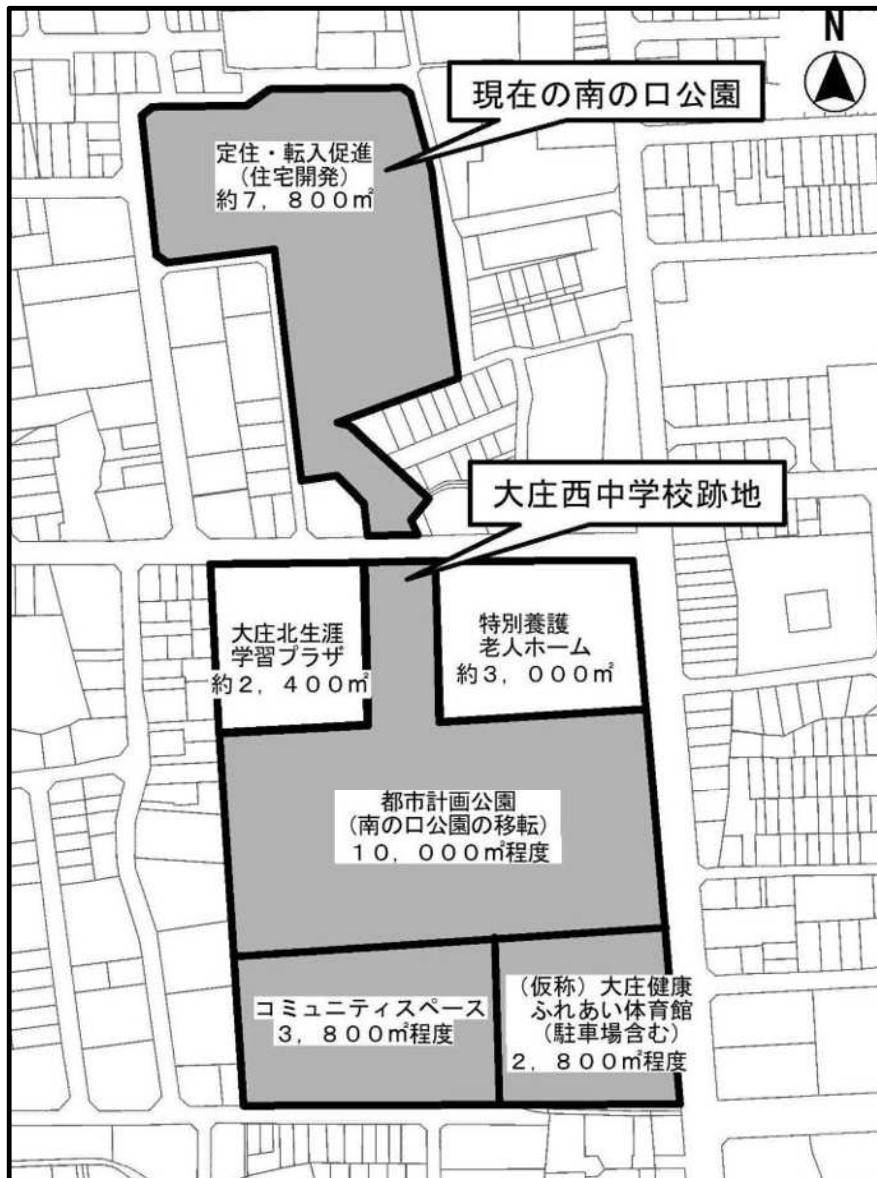 N
現在の南の口公園
定住・転入促進
(住宅開発)
約7,800㎡
大庄西中学校跡地
大庄北生涯
学習プラザ
約2,400㎡
特別養護
老人ホーム
約3,000㎡
都市計画公園
(南の口公園の移転)
10,000㎡程度
コミュニティスペース
3,800㎡程度
(仮称)大庄健康
ふれあい体育館
(駐車場含む)
2,800㎡程度